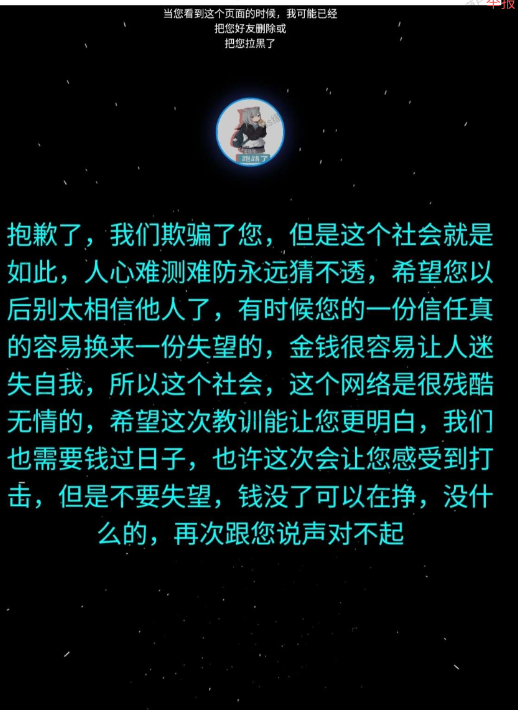 举报
当您看到这个页面的时候，我可能已经
把您好友删除或
把您拉黑了
跑路了
抱歉了，我们欺骗了您，但是这个社会就是
如此，人心难测难防永远猜不透，希望您以
后别太相信他人了，有时候您的一份信任真
的容易换来一份失望的，金钱很容易让人迷
失自我，所以这个社会，这个网络是很残酷
无情的，希望这次教训能让您更明白，我们
也需要钱过日子，也许这次会让您感受到打
击，但是不要失望，钱没了可以在挣，没什
么的，再次跟您说声对不起